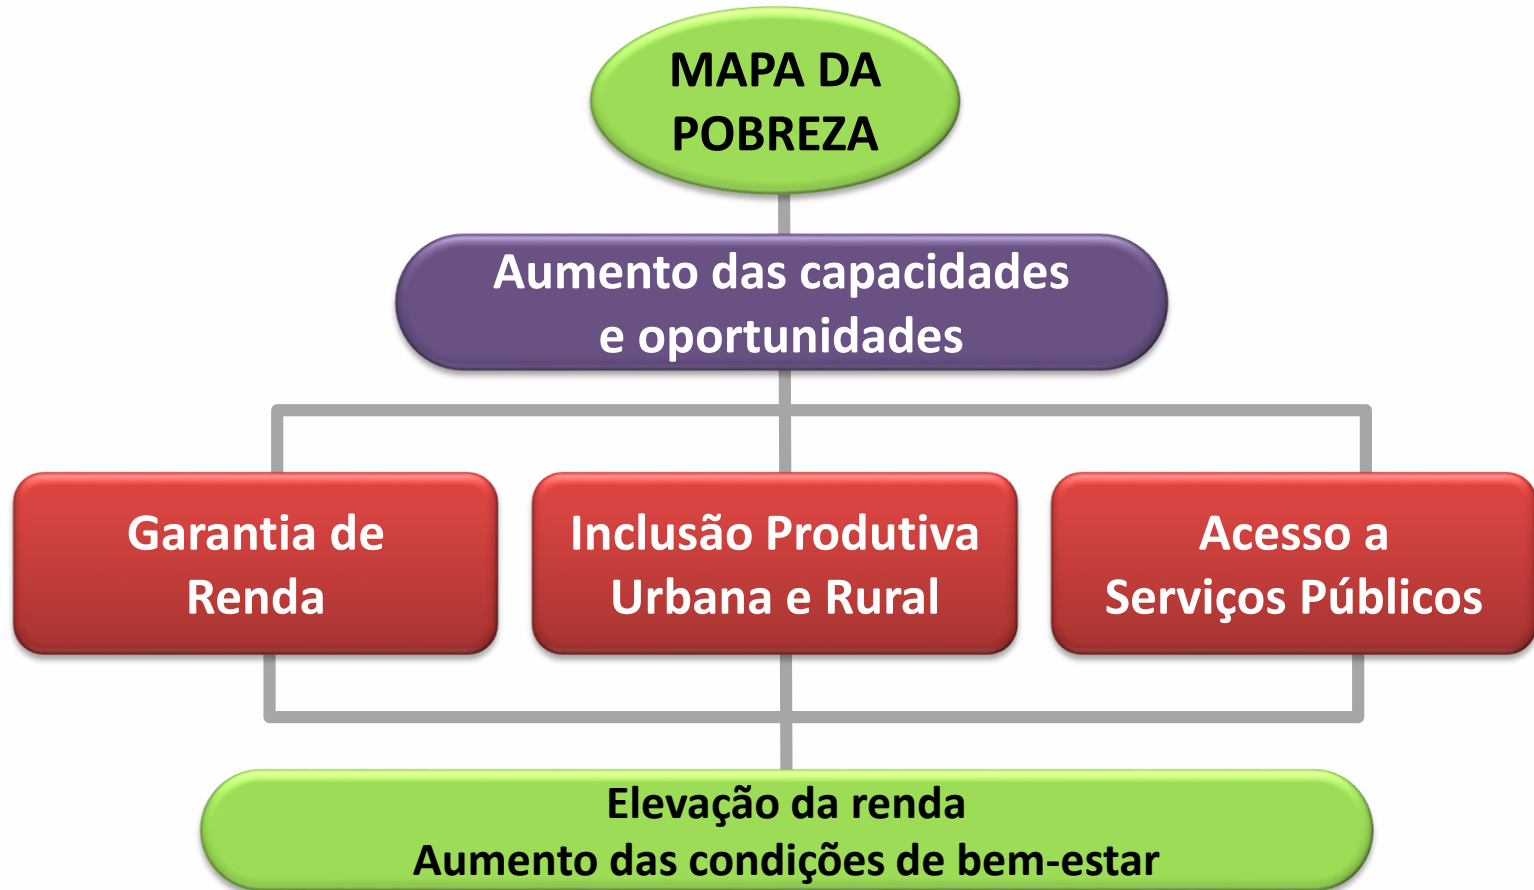 MAPA DA
POBREZA
Aumento das capacidades
e oportunidades
Garantia de
Renda
Inclusão Produtiva
Urbana e Rural
Acesso a
Serviços Públicos
Elevação da renda
Aumento das condições de bem-estar